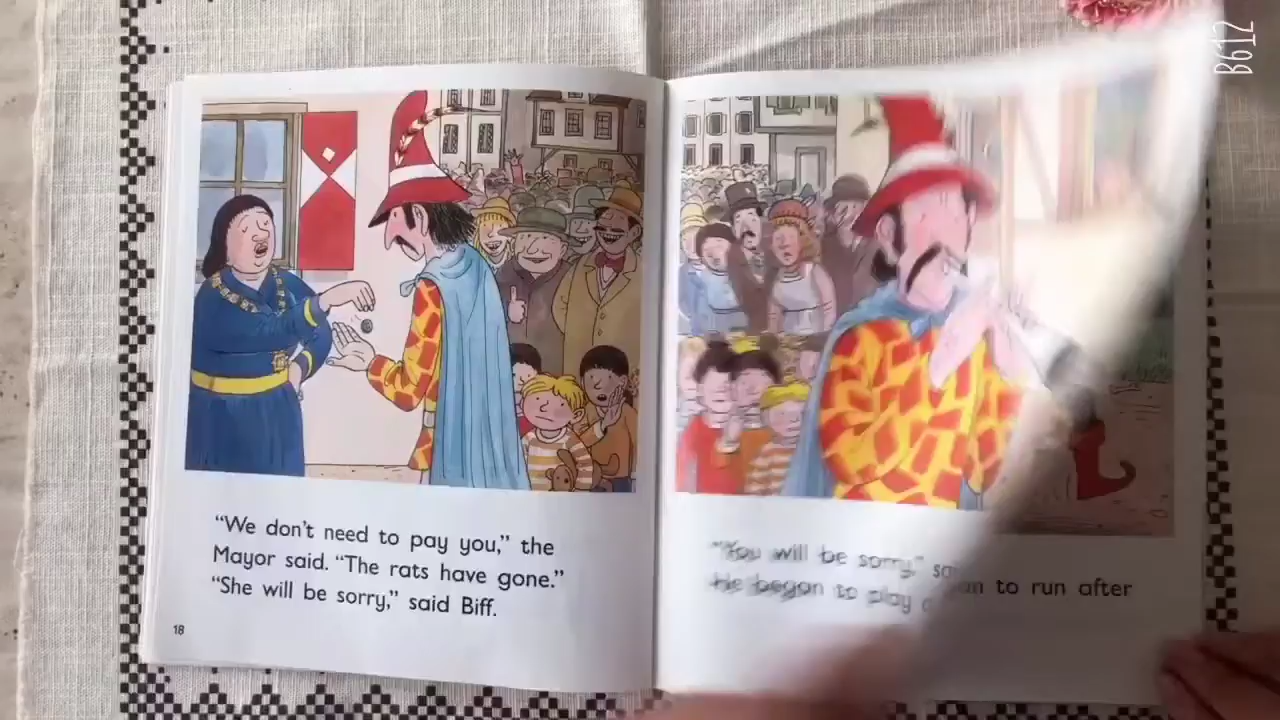 B612
“We don’t need to pay you,” the
Mayor said. “The rats have gone.”
“She will be sorry,” said Biff.
18
“You will be sorry,”
He began to play
to run after